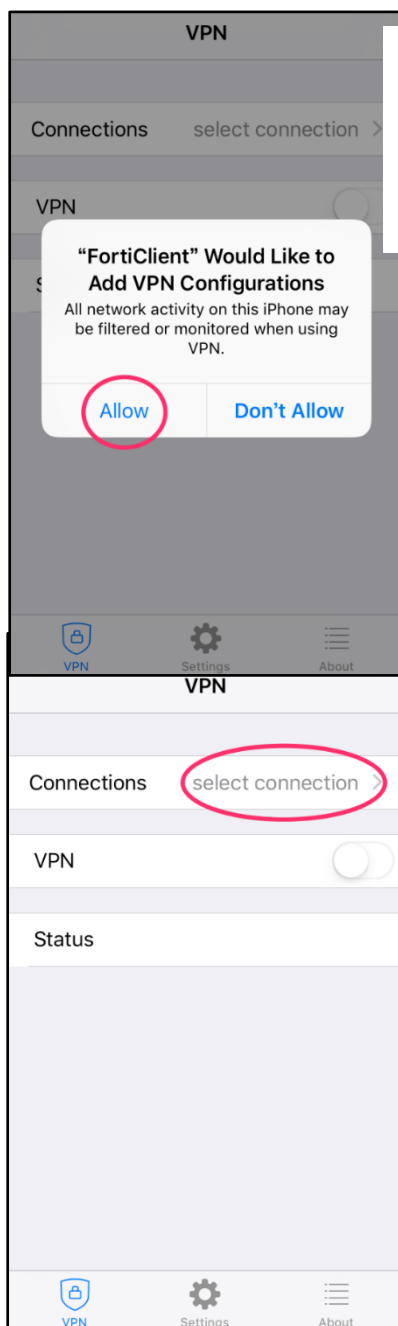 VPN
Connections select connection >
VPN
S
“FortiClient” Would Like to
Add VPN Configurations
All network activity on this iPhone may
be filtered or monitored when using
VPN.
Allow Don’t Allow
VPN Settings About
VPN
Connections select connection >
VPN
Status
VPN Settings About